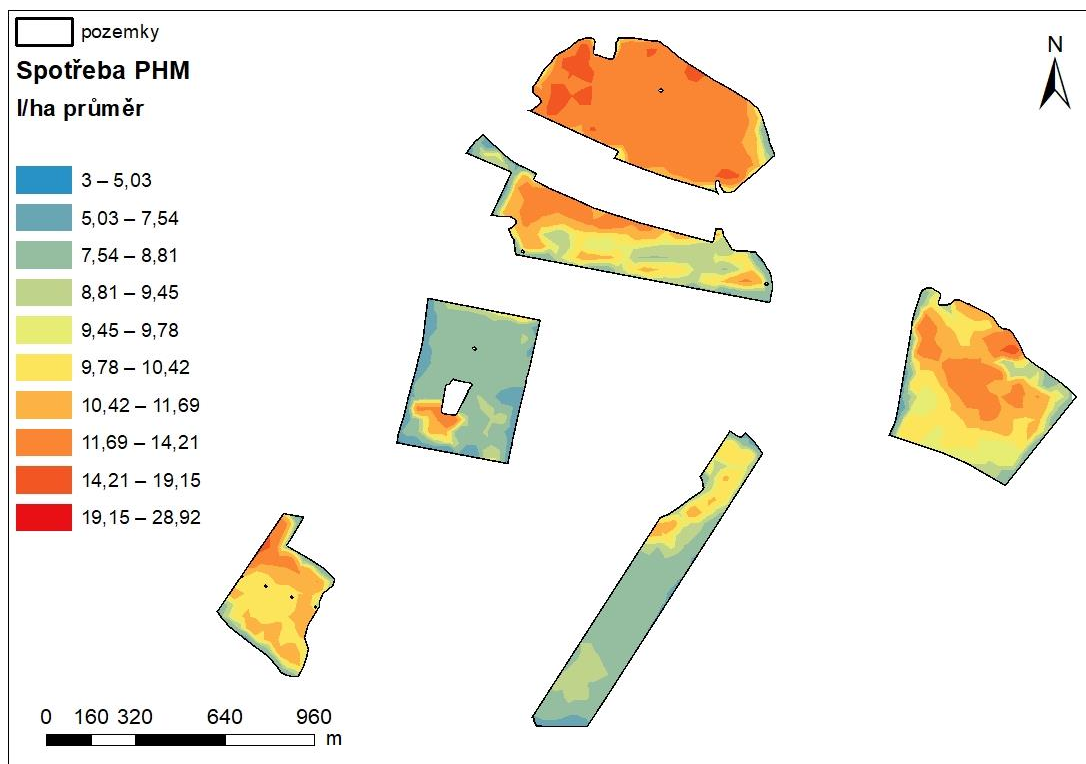 pozemky
Spotřeba PHM
l/ha průměr
3 – 5,03
5,03 – 7,54
7,54 – 8,81
8,81 – 9,45
9,45 – 9,78
9,78 – 10,42
10,42 – 11,69
11,69 – 14,21
14,21 – 19,15
19,15 – 28,92
N
0 160 320 640 960
m